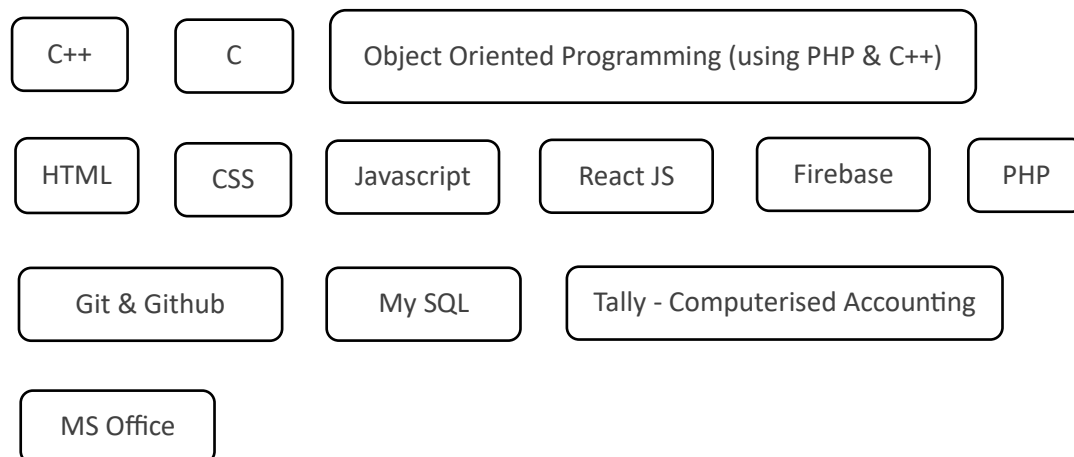 C++ C Object Oriented Programming (using PHP & C++)
HTML CSS Javascript React JS Firebase PHP
Git & Github My SQL Tally - Computerised Accounting
MS Office